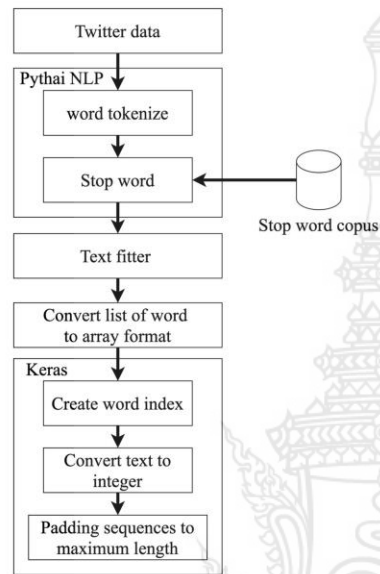 Twitter data
Pythai NLP
word tokenize
Stop word
Stop word copus
Text fitter
Convert list of word
to array format
Keras
Create word index
Convert text to
integer
Padding sequences to
maximum length